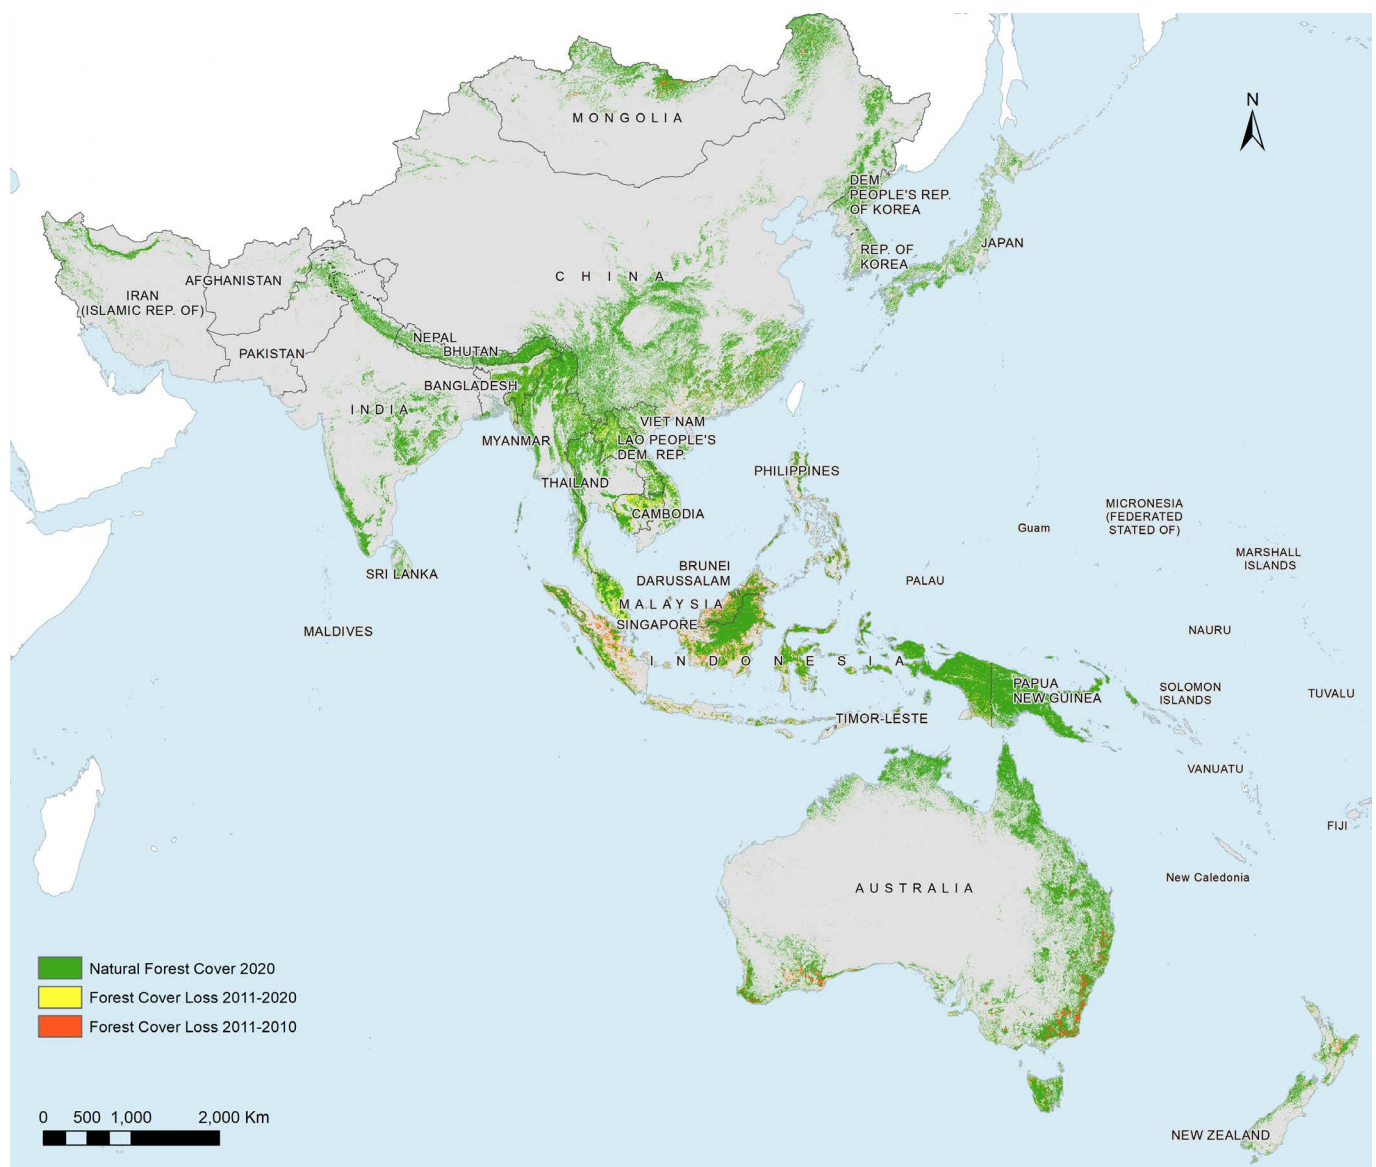 N
MONGOLIA
DEM.
PEOPLE'S REP.
OF KOREA
JAPAN
REP. OF
KOREA
CHINA
AFGHANISTAN
IRAN
(ISLAMIC REP. OF)
NEPAL
BHUTAN
PAKISTAN
BANGLADESH
INDIA
VIET NAM
MYANMAR
LAO PEOPLE'S
DEM. REP.
PHILIPPINES
THAILAND
CAMBODIA
MICRONESIA
(FEDERATED
STATED OF)
Guam
MARSHALL
ISLANDS
SRI LANKA
BRUNEI
DARUSSALAM
PALAU
MALAYSIA
SINGAPORE
MALDIVES
NAURU
INDONESIA
PAPUA
NEW GUINEA
SOLOMON
ISLANDS
TUVALU
TIMOR-LESTE
VANUATU
FIJI
New Caledonia
AUSTRALIA
NEW ZEALAND
Natural Forest Cover 2020
Forest Cover Loss 2011-2020
Forest Cover Loss 2011-2010
0 500 1,000 2,000 Km